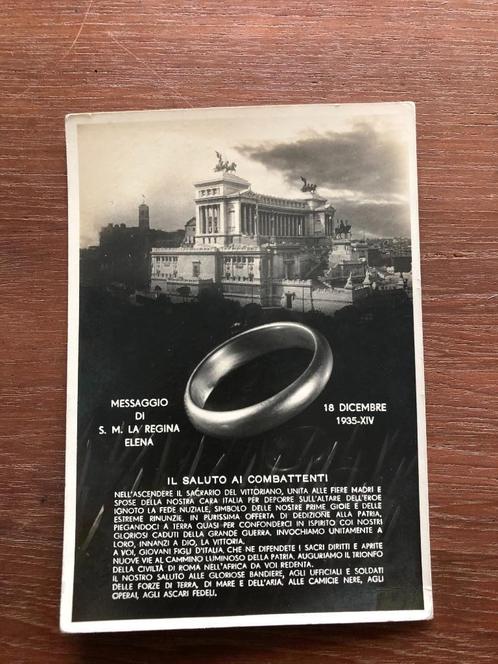 MESSAGGIO
DI
S. M. LA REGINA
ELENA
18 DICEMBRE
1935-XIV
IL SALUTO AI COMBATTENTI
NELL'ASCENDERE IL SACRARIO DEL VITTORIANO, UNITA ALLE FIERE MADRI E
SPOSE DELLA NOSTRA CARA ITALIA PER DEPORRE SULL'ALTARE DELL'EROE
IGNOTO LA FEDE NUZIALE, SIMBOLO DELLE NOSTRE PRIME GIOIE E DELLE
ESTREME RINUNZIE, IN PURISSIMA OFFERTA DI DEDIZIONE ALLA PATRIA,
PIEGANDOCI A TERRA QUASI PER CONFONDERCI IN ISPIRITO COI NOSTRI
GLORIOSI CADUTI DELLA GRANDE GUERRA, INVOCHIAMO UNITAMENTE A
LORO, INNANZI A DIO, LA VITTORIA.
A VOI, GIOVANI FIGLI D'ITALIA, CHE NE DIFENDETE I SACRI DIRITTI E APRITE
NUOVE VIE AL CAMMINO LUMINOSO DELLA PATRIA, AUGURIAMO IL TRIONFO
DELLA CIVILTÀ DI ROMA NELL'AFRICA DA VOI REDENTA.
IL NOSTRO SALUTO ALLE GLORIOSE BANDIERE, AGLI UFFICIALI E SOLDATI
DELLE FORZE DI TERRA, DI MARE E DELL'ARIA, ALLE CAMICIE NERE, AGLI
OPERAI, AGLI ASCARI FEDELI.